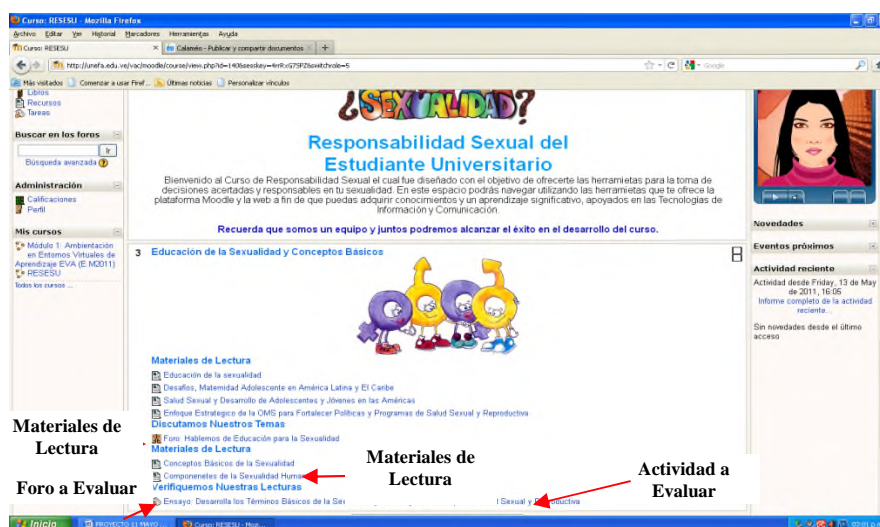 Curso: RESESU - Mozilla Firefox
Archivo Editar Ver Historial Marcadores Herramientas Ayuda
Curso: RESESU
Calaméo - Publicar y compartir documentos
Google
Más visitados Comenzar a usar Firef... Últimas noticias Personalizar vínculos
Libros
Recursos
Tareas
Buscar en los foros
Ir
Búsqueda avanzada
Administración
Calificaciones
Perfil
Mis cursos
Módulo 1: Ambientación
en Entornos Virtuales de
Aprendizaje EVA (E.M2011)
RESESU
Todos los cursos ...
¿SEXUALIDAD?
Responsabilidad Sexual del
Estudiante Universitario
Bienvenido al Curso de Responsabilidad Sexual el cual fue diseñado con el objetivo de ofrecerte las herramietas para la toma de
decisiones acertadas y responsables en tu sexualidad. En este espacio podrás navegar utilizando las herramietas que te ofrece la
plataforma Moodle y la web a fin de que puedas adquirir conocimientos y un aprendizaje significativo, apoyados en las Tecnologías de
Información y Comunicación.
Recuerda que somos un equipo y juntos podremos alcanzar el éxito en el desarrollo del curso.
3 Educación de la Sexualidad y Conceptos Básicos
Materiales de Lectura
Educación de la sexualidad
Desafíos, Maternidad Adolescente en América Latina y El Caribe
Salud Sexual y Desarrollo de Adolescentes y Jóvenes en las Américas
Enfoque Estratégico de la OMS para Fortalecer Políticas y Programas de Salud Sexual y Reproductiva
Discutamos Nuestros Temas
Foro: Hablemos de Educación para la Sexualidad
Materiales de Lectura
Conceptos Básicos de la Sexualidad
Componenetes de la Sexualidad Humana
Verifiquemos Nuestras Lecturas
Ensayo: Desarrolla los Términos Básicos de la Sexual y Reproductiva
Novedades
Eventos próximos
Actividad reciente
Actividad desde Friday, 13 de May
de 2011, 16:05
Informe completo de la actividad
reciente...
Sin novedades desde el último
acceso
Materiales de
Lectura
Foro a Evaluar
Materiales de
Lectura
Actividad a
Evaluar
Inicio
PROYECTO 11 MAYO ...
Curso: RESESU - Moz...
03:01 p.m.